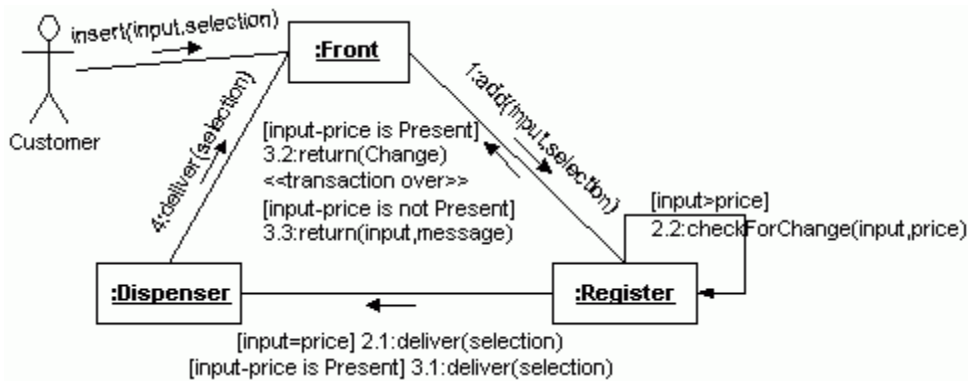 insert(input,selection)
:Front
Customer
4:deliver(selection)
1:add(input,selection)
[input-price is Present]
3.2:return(Change)
<<transaction over>>
[input-price is not Present]
3.3:return(input,message)
[input>price]
2.2:checkForChange(input,price)
:Dispenser
:Register
[input=price] 2.1:deliver(selection)
[input-price is Present] 3.1:deliver(selection)